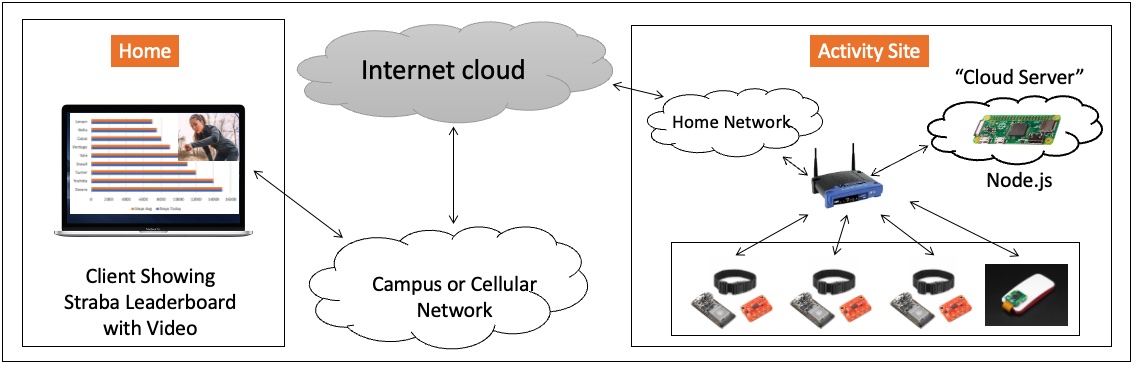 Home
Client Showing
Straba Leaderboard
with Video
Internet cloud
Campus or Cellular
Network
Activity Site
Home Network
“Cloud Server”
Node.js